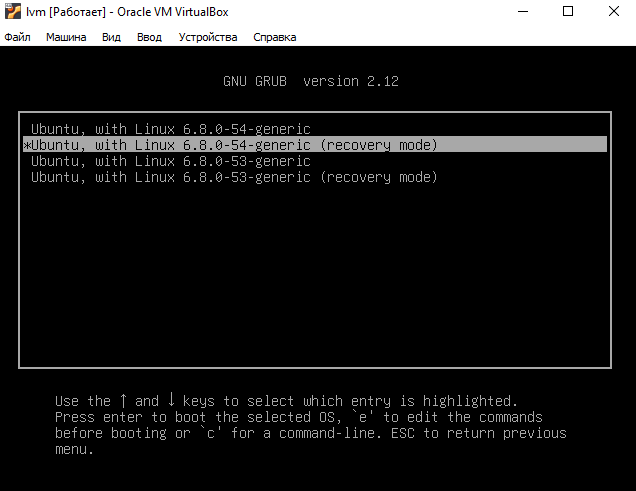 lvm [Работает] - Oracle VM VirtualBox
Файл Машина Вид Ввод Устройства Справка
GNU GRUB version 2.12
Ubuntu, with Linux 6.8.0-54-generic
*Ubuntu, with Linux 6.8.0-54-generic (recovery mode)
Ubuntu, with Linux 6.8.0-53-generic
Ubuntu, with Linux 6.8.0-53-generic (recovery mode)
Use the ↑ and ↓ keys to select which entry is highlighted.
Press enter to boot the selected OS, `e' to edit the commands
before booting or `c' for a command-line. ESC to return previous
menu.